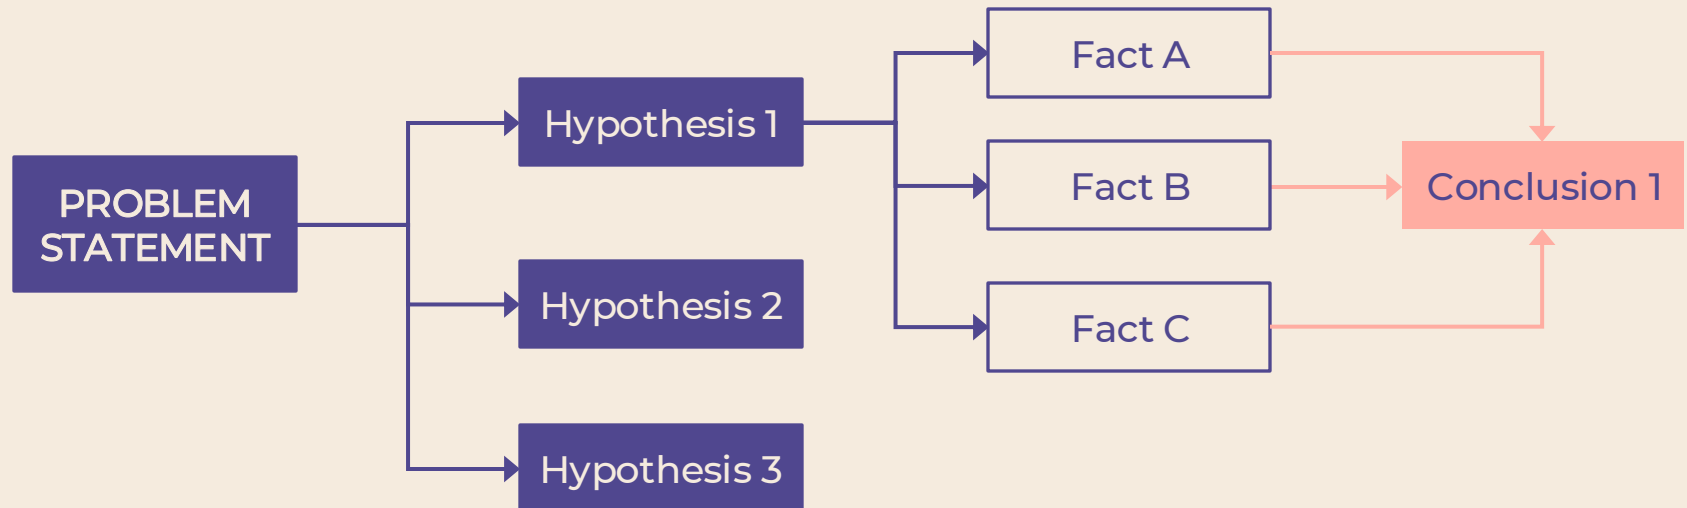 PROBLEM
STATEMENT
Hypothesis 1
Hypothesis 2
Hypothesis 3
Fact A
Fact B
Fact C
Conclusion 1